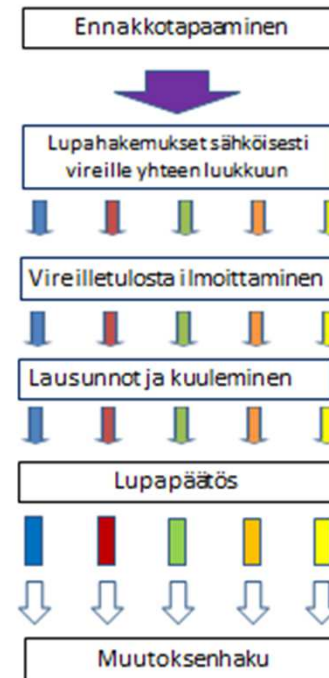 Ennakkotapaaminen
Lupahakemukset sähköisesti
vireille yhteen luukkuun
Vireilletulosta ilmoittaminen
Lausunnot ja kuuleminen
Lupapäätös
Muutoksenhaku